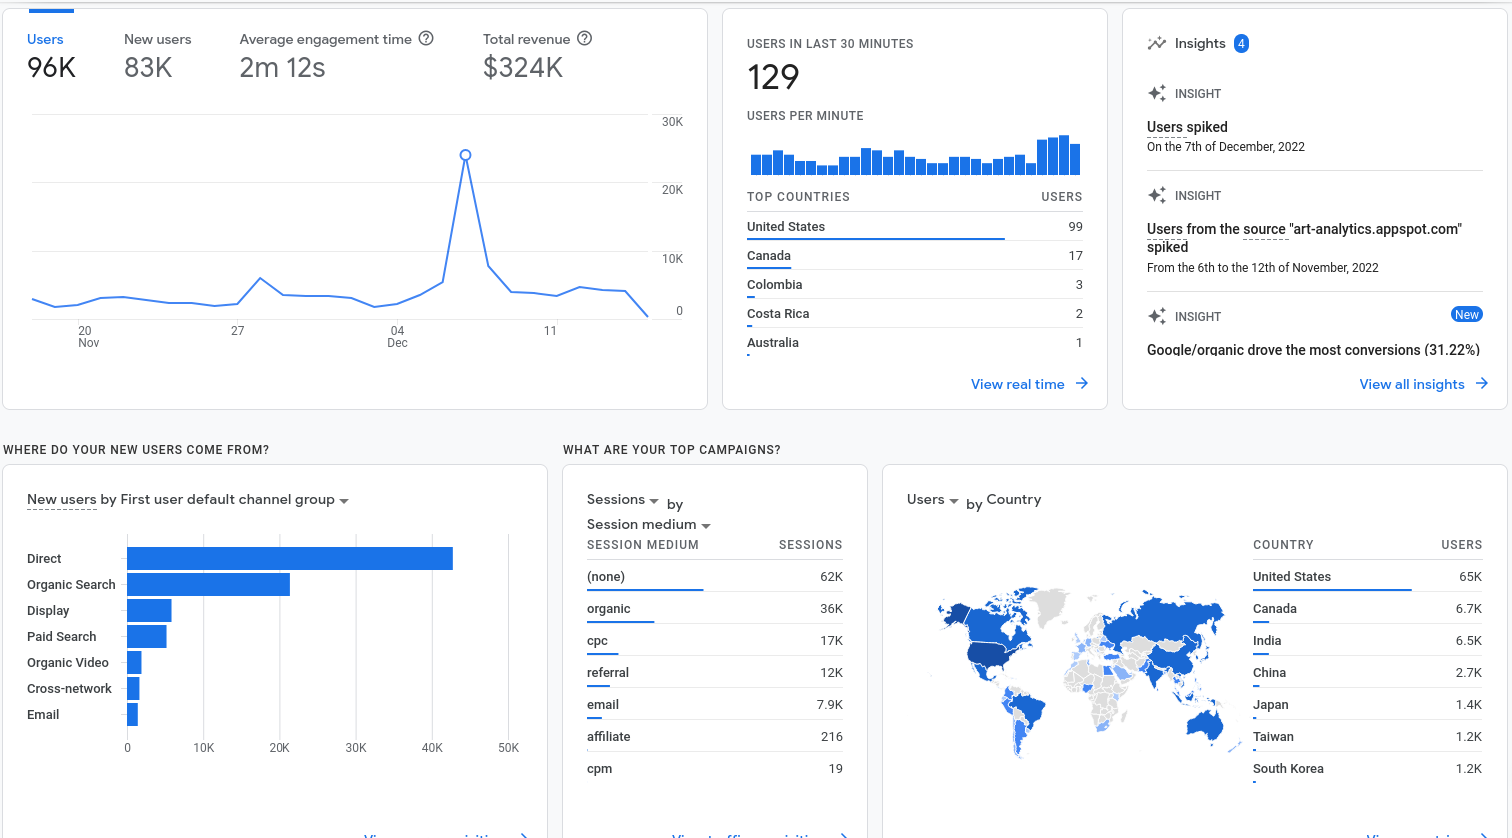 Users
96K
New users
83K
Average engagement time
2m 12s
Total revenue
$324K
30K
20K
10K
0
20
Nov
27
04
Dec
11
USERS IN LAST 30 MINUTES
129
USERS PER MINUTE
TOP COUNTRIES USERS
United States 99
Canada 17
Colombia 3
Costa Rica 2
Australia 1
View real time
Insights 4
INSIGHT
Users spiked
On the 7th of December, 2022
INSIGHT
Users from the source "art-analytics.appspot.com"
spiked
From the 6th to the 12th of November, 2022
INSIGHT New
Google/organic drove the most conversions (31.22%)
View all insights
WHERE DO YOUR NEW USERS COME FROM?
New users by First user default channel group
Direct
Organic Search
Display
Paid Search
Organic Video
Cross-network
Email
0 10K 20K 30K 40K 50K
WHAT ARE YOUR TOP CAMPAIGNS?
Sessions by
Session medium
SESSION MEDIUM SESSIONS
(none) 62K
organic 36K
cpc 17K
referral 12K
email 7.9K
affiliate 216
cpm 19
Users by Country
COUNTRY USERS
United States 65K
Canada 6.7K
India 6.5K
China 2.7K
Japan 1.4K
Taiwan 1.2K
South Korea 1.2K